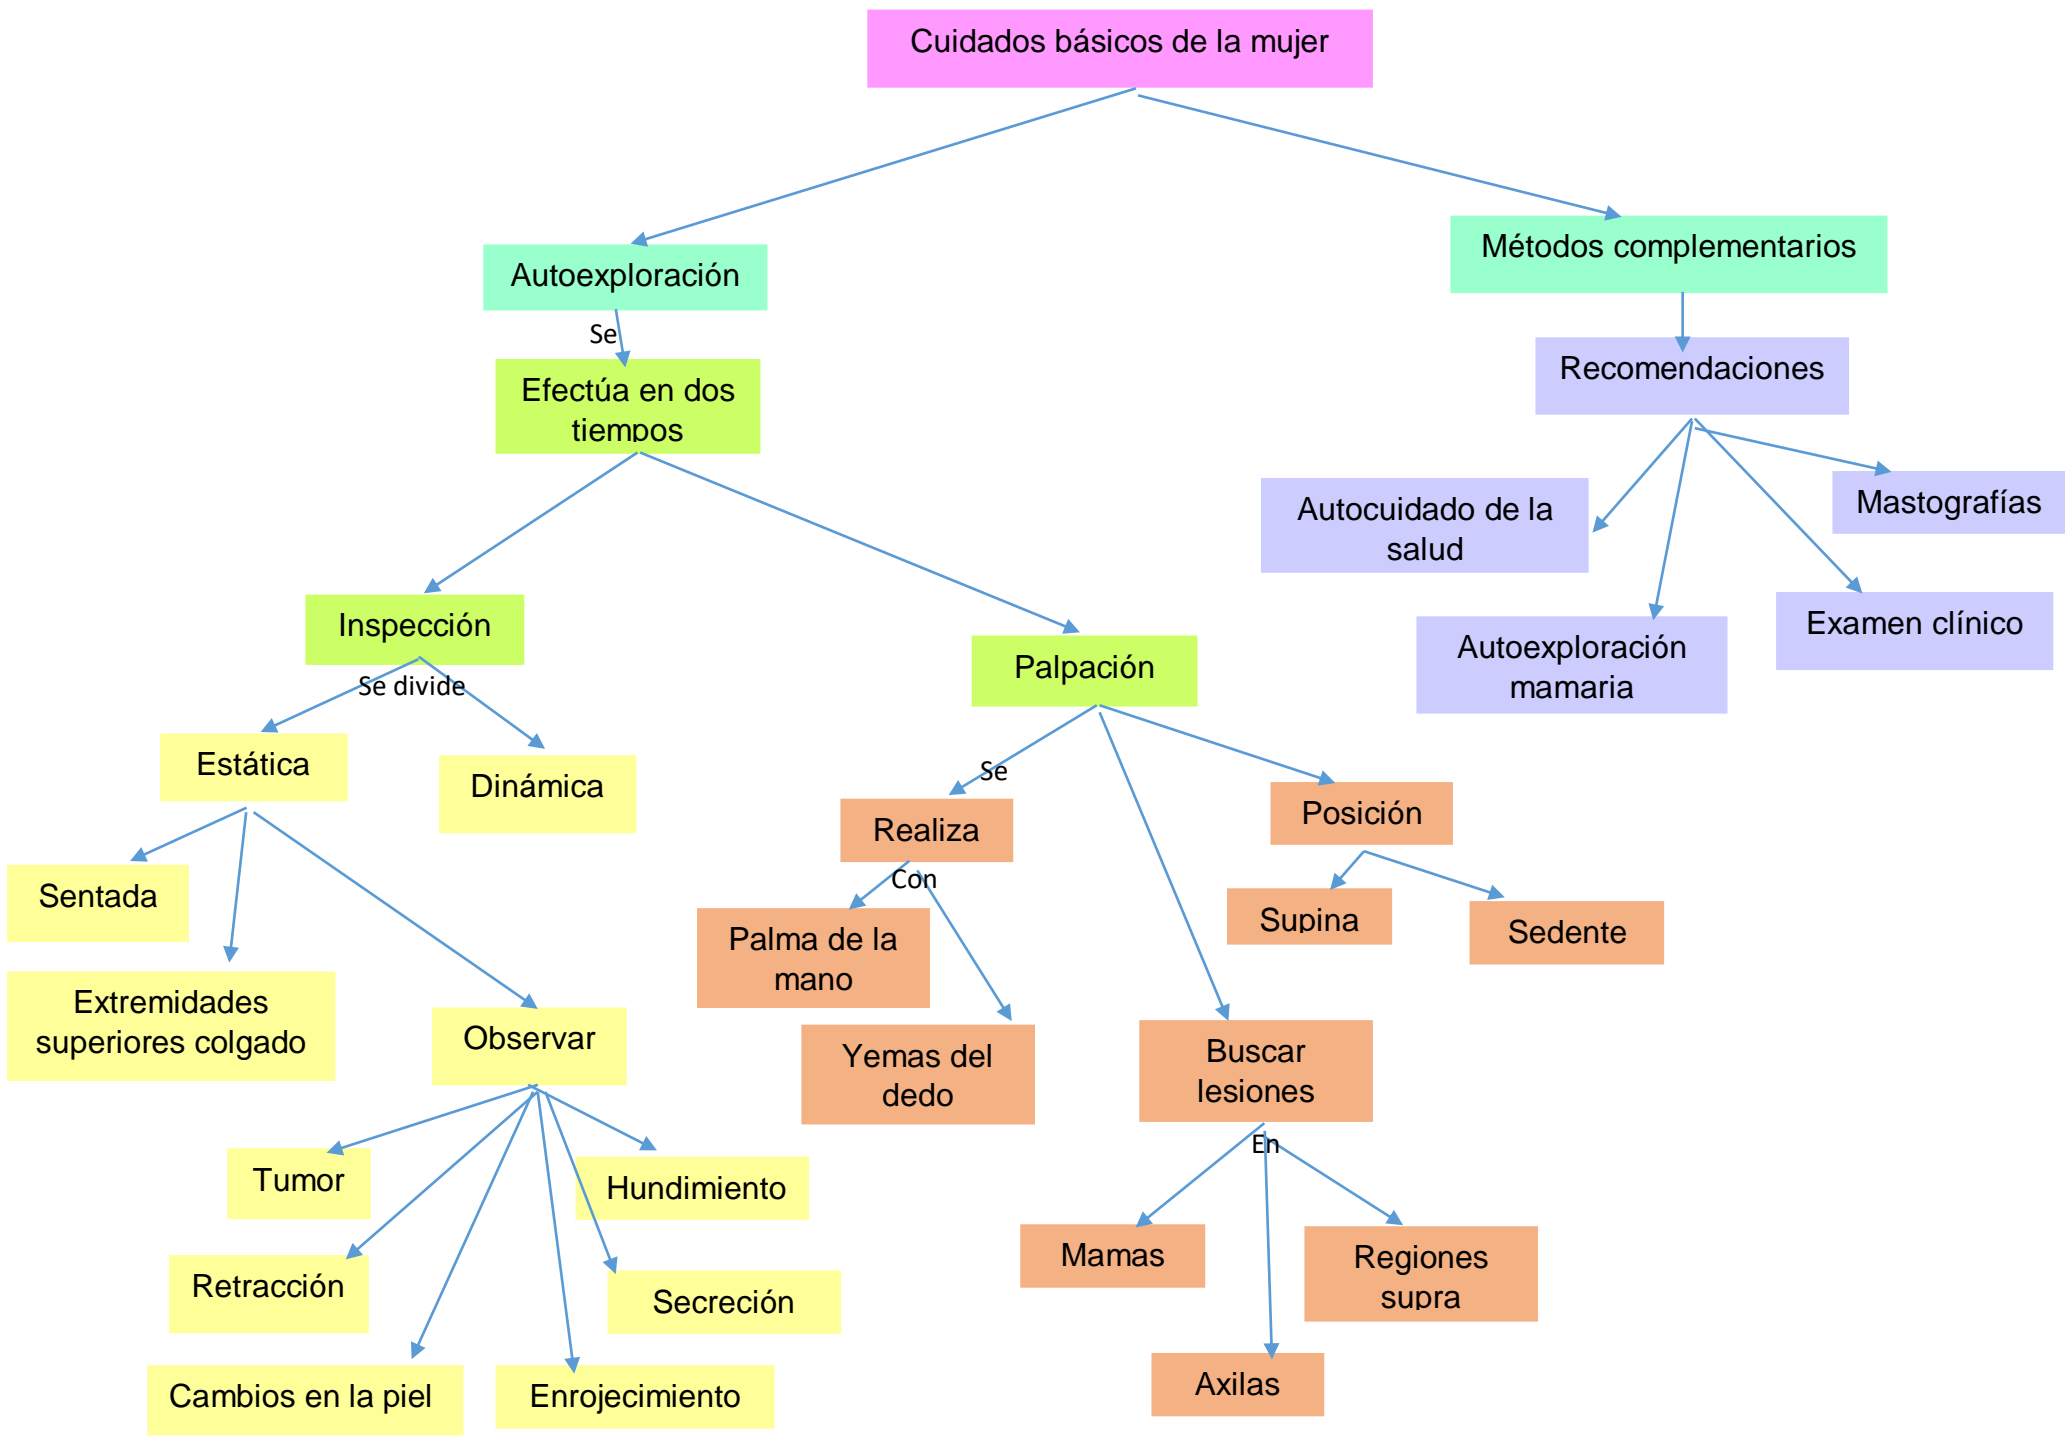 Cuidados básicos de la mujer
Autoexploración
Métodos complementarios
Se
Efectúa en dos
tiempos
Recomendaciones
Autocuidado de la
salud
Mastografías
Autoexploración
mamaria
Examen clínico
Inspección
Palpación
Se divide
Estática
Dinámica
Se
Realiza
Posición
Sentada
Con
Palma de la
mano
Supina
Sedente
Extremidades
superiores colgado
Observar
Yemas del
dedo
Buscar
lesiones
En
Tumor
Hundimiento
Retracción
Secreción
Mamas
Regiones
supra
Cambios en la piel
Enrojecimiento
Axilas